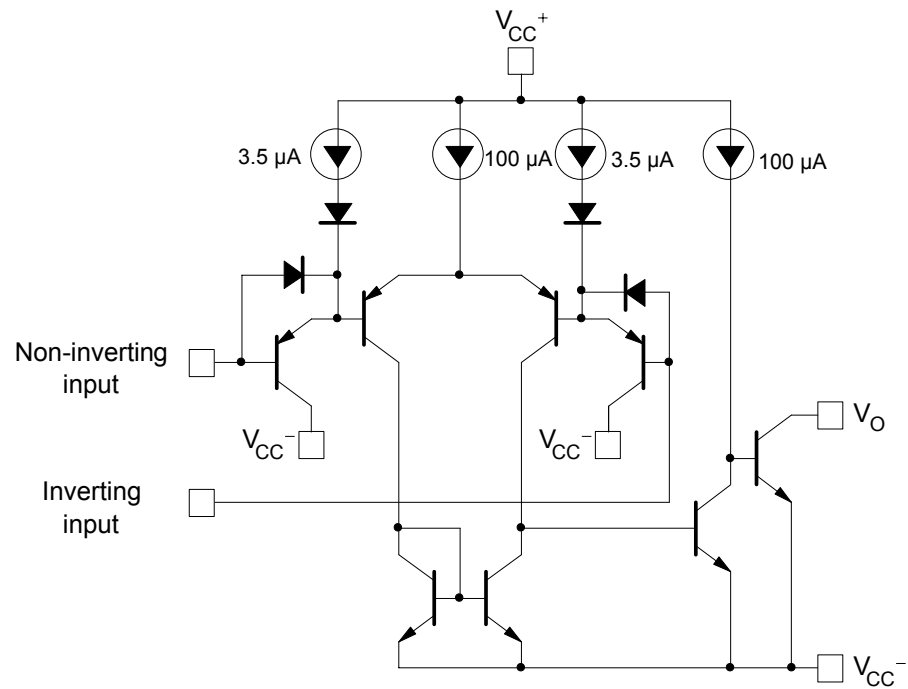 VCC+
3.5 µA
100 µA
3.5 µA
100 µA
Non-inverting
input
VCC−
VCC−
VO
Inverting
input
VCC−